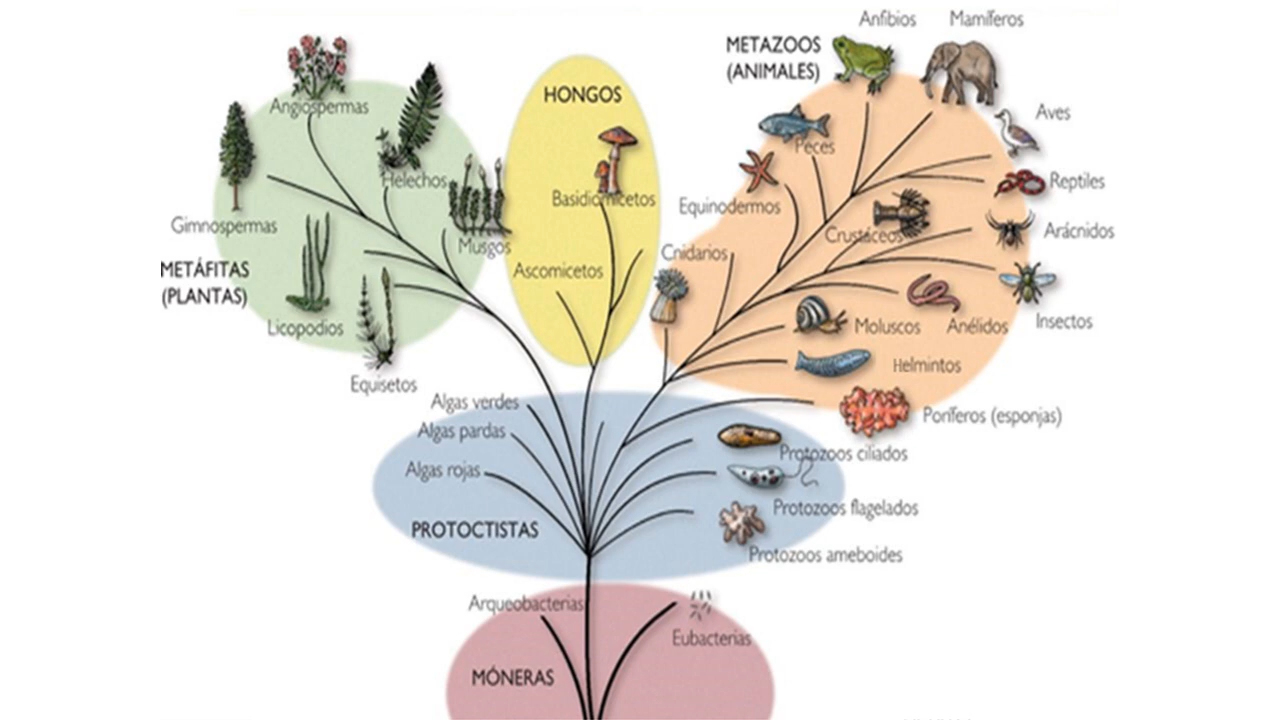 Anfibios
Mamíferos
METAZOOS
(ANIMALES)
HONGOS
Angiospermas
Aves
Peces
Helechos
Reptiles
Basidiomicetos
Equinodermos
Gimnospermas
Crustáceos
Arácnidos
Musgos
Cnidarios
METÁFITAS
(PLANTAS)
Ascomicetos
Licopodios
Moluscos
Anélidos
Insectos
Helmintos
Equisetos
Algas verdes
Poríferos (esponjas)
Algas pardas
Protozoos ciliados
Algas rojas
Protozoos flagelados
PROTOCTISTAS
Protozoos ameboides
Arqueobacterias
Eubacterias
MÓNERAS